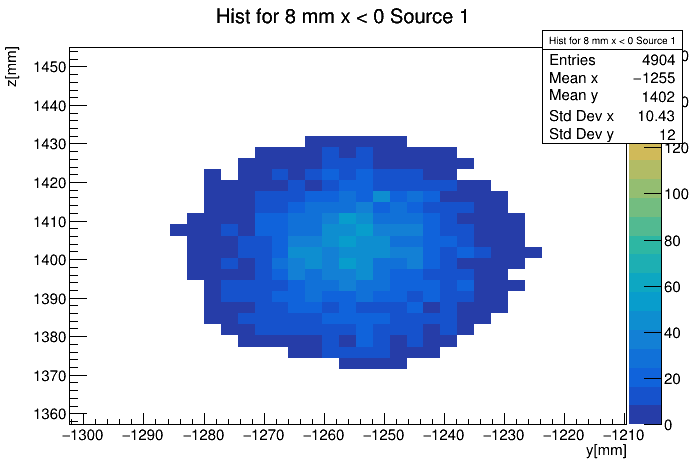 Hist for 8 mm x < 0 Source 1
z[mm]
Hist for 8 mm x < 0 Source 1
Entries 4904
Mean x −1255
Mean y 1402
Std Dev x 10.43
Std Dev y 12
1450
1440
1430
1420
1410
1400
1390
1380
1370
1360
120
100
80
60
40
20
0
−1300 −1290 −1280 −1270 −1260 −1250 −1240 −1230 −1220 −1210
y[mm]